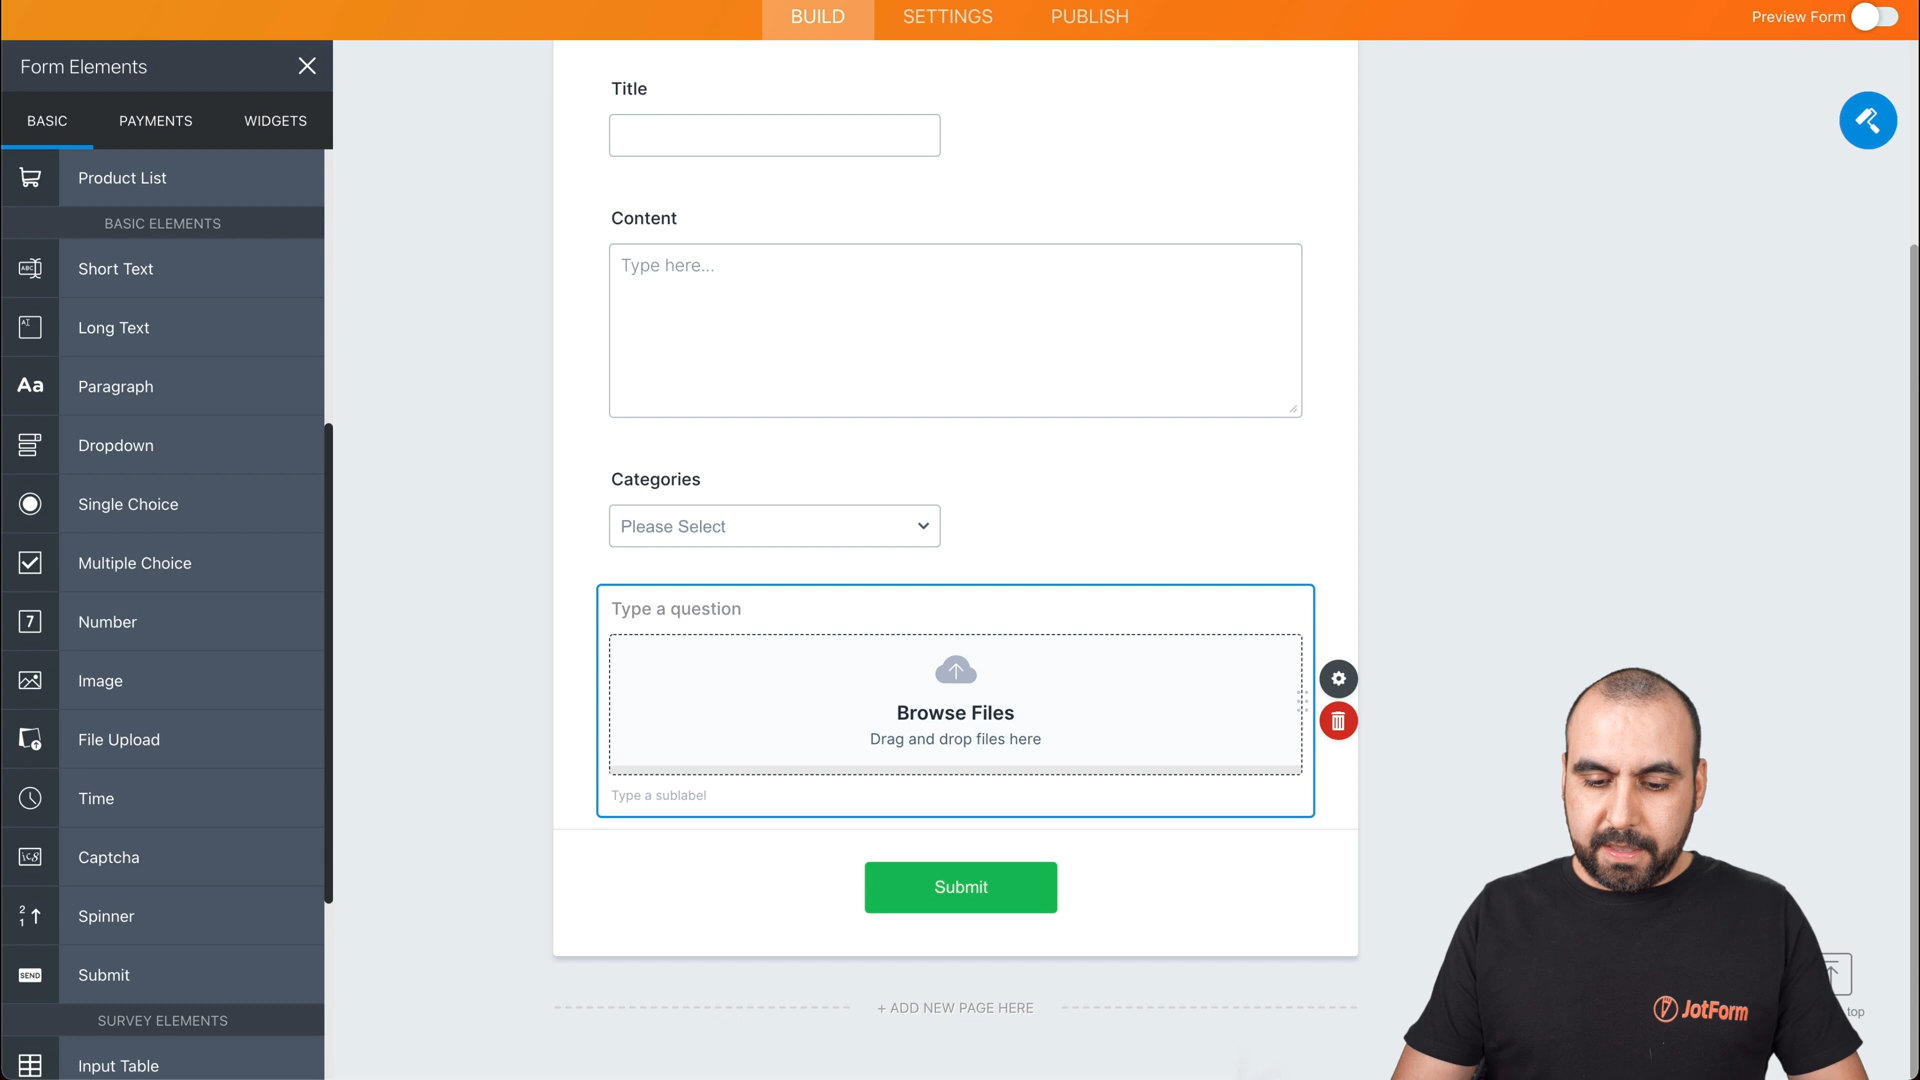 BUILD
SETTINGS
PUBLISH
Preview Form
Form Elements
BASIC
PAYMENTS
WIDGETS
Product List
BASIC ELEMENTS
Short Text
Long Text
Aa
Paragraph
Dropdown
Single Choice
Multiple Choice
7
Number
Image
File Upload
Time
Captcha
2
1
Spinner
SEND
Submit
SURVEY ELEMENTS
Input Table
Title
Content
Type here...
Categories
Please Select
Type a question
Browse Files
Drag and drop files here
Type a sublabel
Submit
+ ADD NEW PAGE HERE
JotForm
top